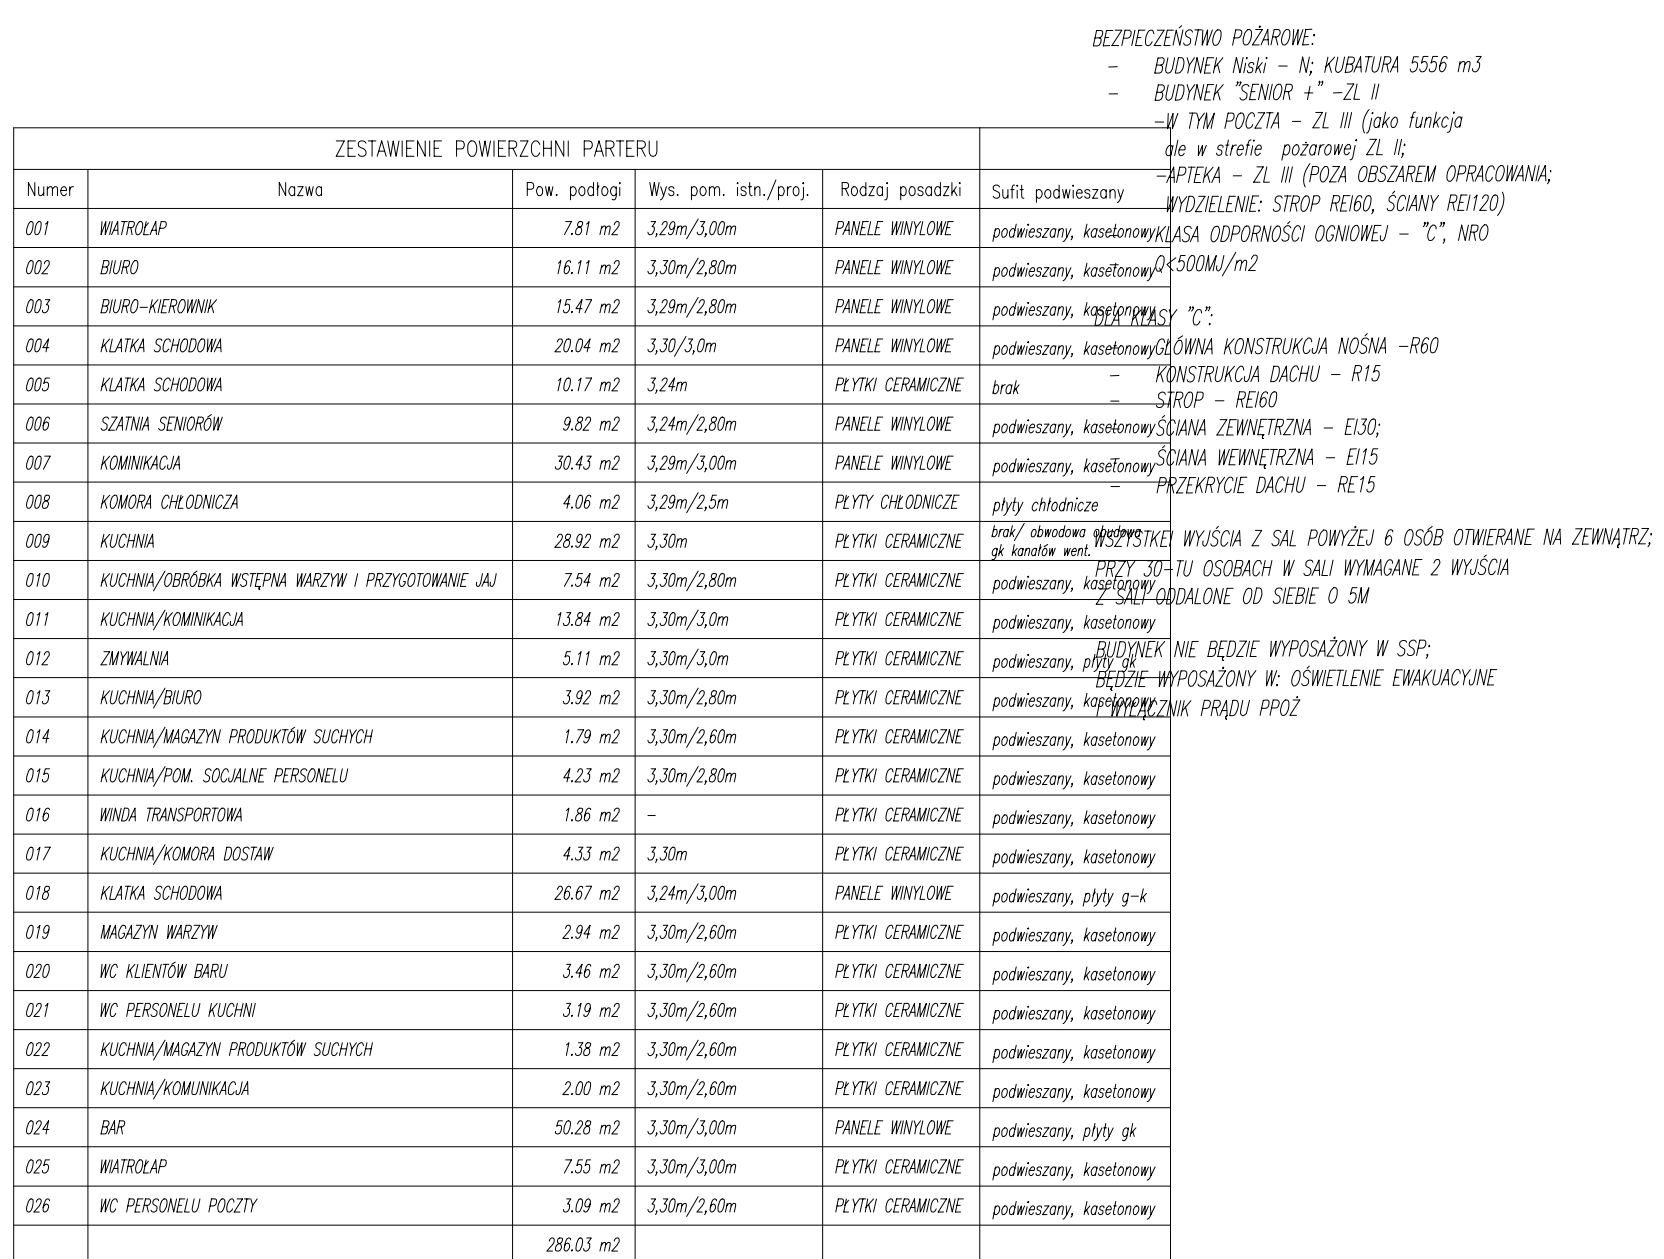 BEZPIECZEŃSTWO POŻAROWE:
– BUDYNEK Niski – N; KUBATURA 5556 m3
– BUDYNEK "SENIOR +" –ZL II
–W TYM POCZTA – ZL III (jako funkcja
ale w strefie pożarowej ZL II;
–APTEKA – ZL III (POZA OBSZAREM OPRACOWANIA;
WYDZIELENIE: STROP REI60, ŚCIANY REI120)
– KLASA ODPORNOŚCI OGNIOWEJ – "C", NRO
– Q<500MJ/m2
DLA KLASY "C":
– GŁÓWNA KONSTRUKCJA NOŚNA –R60
– KONSTRUKCJA DACHU – R15
– STROP – REI60
– ŚCIANA ZEWNĘTRZNA – EI30;
– ŚCIANA WEWNĘTRZNA – EI15
– PRZEKRYCIE DACHU – RE15
WSZYSTKEI WYJŚCIA Z SAL POWYŻEJ 6 OSÓB OTWIERANE NA ZEWNĄTRZ;
PRZY 30–TU OSOBACH W SALI WYMAGANE 2 WYJŚCIA
Z SALI ODDALONE OD SIEBIE O 5M
BUDYNEK NIE BĘDZIE WYPOSAŻONY W SSP;
BĘDZIE WYPOSAŻONY W: OŚWIETLENIE EWAKUACYJNE
I WYŁĄCZNIK PRĄDU PPOŻ
ZESTAWIENIE POWIERZCHNI PARTERU
Numer Nazwa Pow. podłogi Wys. pom. istn./proj. Rodzaj posadzki Sufit podwieszany
001 WIATROŁAP 7.81 m2 3,29m/3,00m PANELE WINYLOWE podwieszany, kasetonowy
002 BIURO 16.11 m2 3,30m/2,80m PANELE WINYLOWE podwieszany, kasetonowy
003 BIURO–KIEROWNIK 15.47 m2 3,29m/2,80m PANELE WINYLOWE podwieszany, kasetonowy
004 KLATKA SCHODOWA 20.04 m2 3,30/3,0m PANELE WINYLOWE podwieszany, kasetonowy
005 KLATKA SCHODOWA 10.17 m2 3,24m PŁYTKI CERAMICZNE brak
006 SZATNIA SENIORÓW 9.82 m2 3,24m/2,80m PANELE WINYLOWE podwieszany, kasetonowy
007 KOMINIKACJA 30.43 m2 3,29m/3,00m PANELE WINYLOWE podwieszany, kasetonowy
008 KOMORA CHŁODNICZA 4.06 m2 3,29m/2,5m PŁYTY CHŁODNICZE płyty chłodnicze
009 KUCHNIA 28.92 m2 3,30m PŁYTKI CERAMICZNE brak/ obwodowa obudowa
gk kanałów went.
010 KUCHNIA/OBRÓBKA WSTĘPNA WARZYW I PRZYGOTOWANIE JAJ 7.54 m2 3,30m/2,80m PŁYTKI CERAMICZNE podwieszany, kasetonowy
011 KUCHNIA/KOMINIKACJA 13.84 m2 3,30m/3,0m PŁYTKI CERAMICZNE podwieszany, kasetonowy
012 ZMYWALNIA 5.11 m2 3,30m/3,0m PŁYTKI CERAMICZNE podwieszany, płyty gk
013 KUCHNIA/BIURO 3.92 m2 3,30m/2,80m PŁYTKI CERAMICZNE podwieszany, kasetonowy
014 KUCHNIA/MAGAZYN PRODUKTÓW SUCHYCH 1.79 m2 3,30m/2,60m PŁYTKI CERAMICZNE podwieszany, kasetonowy
015 KUCHNIA/POM. SOCJALNE PERSONELU 4.23 m2 3,30m/2,80m PŁYTKI CERAMICZNE podwieszany, kasetonowy
016 WINDA TRANSPORTOWA 1.86 m2 – PŁYTKI CERAMICZNE podwieszany, kasetonowy
017 KUCHNIA/KOMORA DOSTAW 4.33 m2 3,30m PŁYTKI CERAMICZNE podwieszany, kasetonowy
018 KLATKA SCHODOWA 26.67 m2 3,24m/3,00m PANELE WINYLOWE podwieszany, płyty g–k
019 MAGAZYN WARZYW 2.94 m2 3,30m/2,60m PŁYTKI CERAMICZNE podwieszany, kasetonowy
020 WC KLIENTÓW BARU 3.46 m2 3,30m/2,60m PŁYTKI CERAMICZNE podwieszany, kasetonowy
021 WC PERSONELU KUCHNI 3.19 m2 3,30m/2,60m PŁYTKI CERAMICZNE podwieszany, kasetonowy
022 KUCHNIA/MAGAZYN PRODUKTÓW SUCHYCH 1.38 m2 3,30m/2,60m PŁYTKI CERAMICZNE podwieszany, kasetonowy
023 KUCHNIA/KOMUNIKACJA 2.00 m2 3,30m/2,60m PŁYTKI CERAMICZNE podwieszany, kasetonowy
024 BAR 50.28 m2 3,30m/3,00m PANELE WINYLOWE podwieszany, płyty gk
025 WIATROŁAP 7.55 m2 3,30m/3,00m PŁYTKI CERAMICZNE podwieszany, kasetonowy
026 WC PERSONELU POCZTY 3.09 m2 3,30m/2,60m PŁYTKI CERAMICZNE podwieszany, kasetonowy
286.03 m2